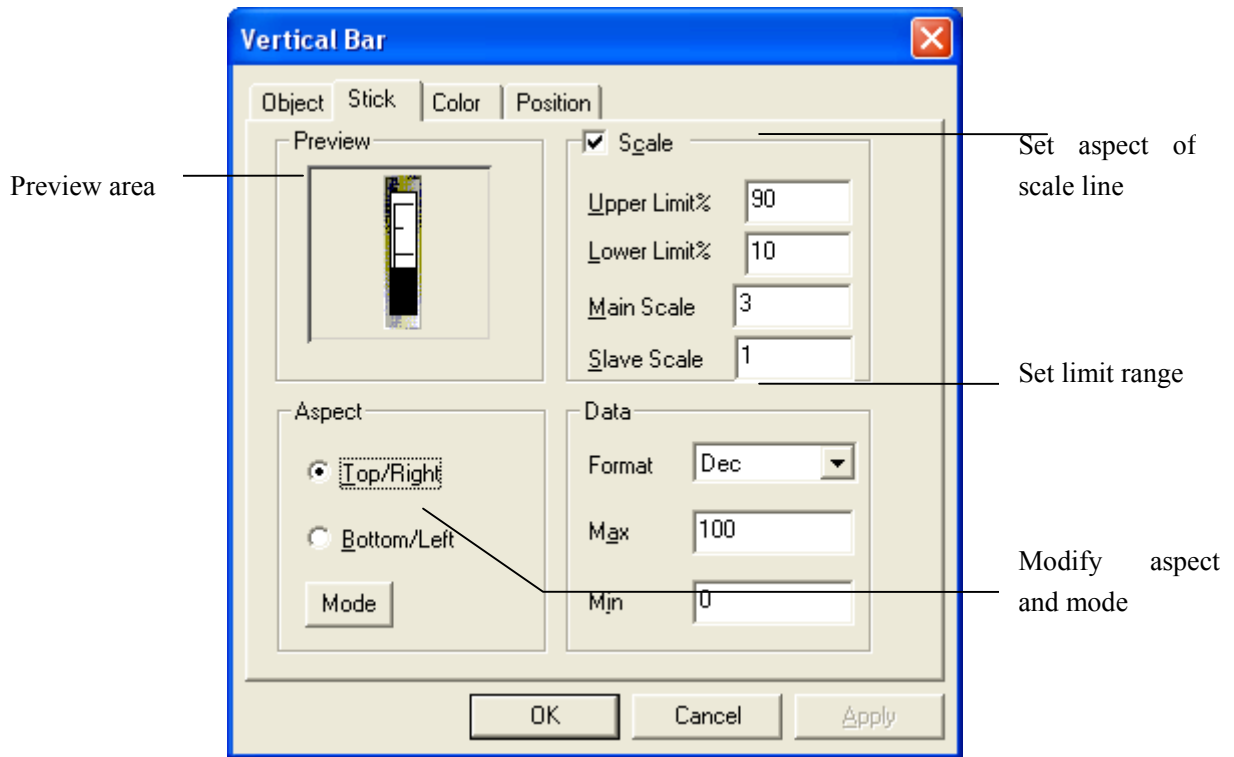 Vertical Bar
Object Stick Color Position
Preview
Preview area
Scale
Upper Limit% 90
Lower Limit% 10
Main Scale 3
Slave Scale 1
Set aspect of
scale line
Set limit range
Aspect
Top/Right
Bottom/Left
Mode
Data
Format Dec
Max 100
Min 0
Modify aspect
and mode
OK Cancel Apply